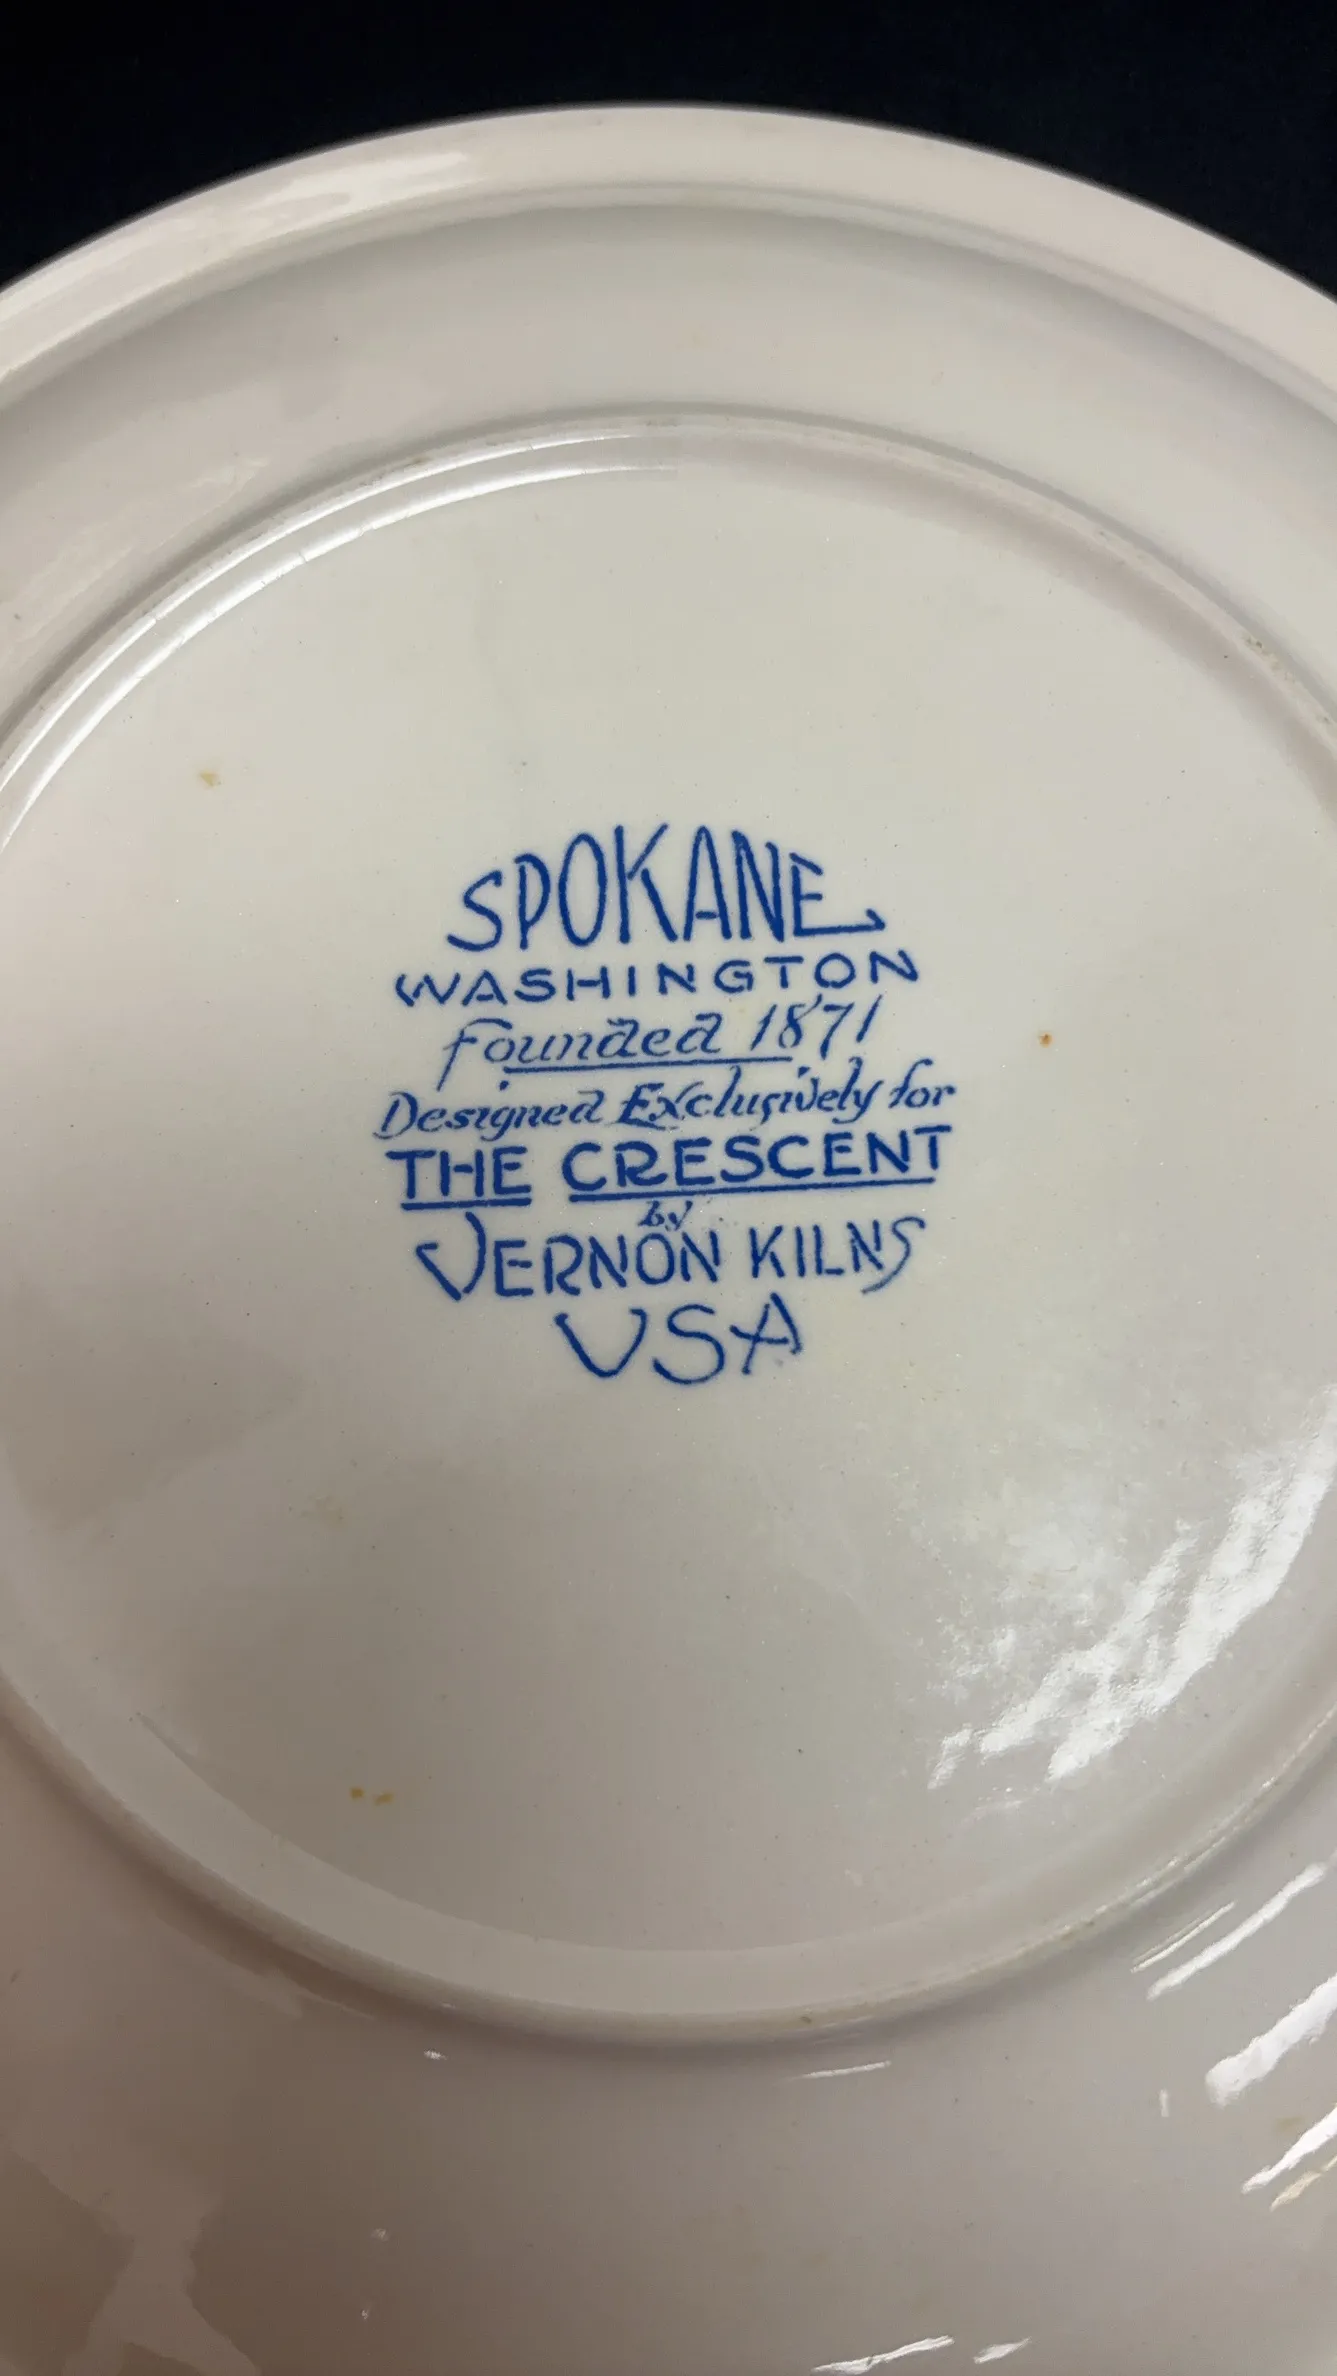 SPOKANE
WASHINGTON
Founded 1871
Designed Exclusively for
THE CRESCENT
by
VERNON KILNS
USA